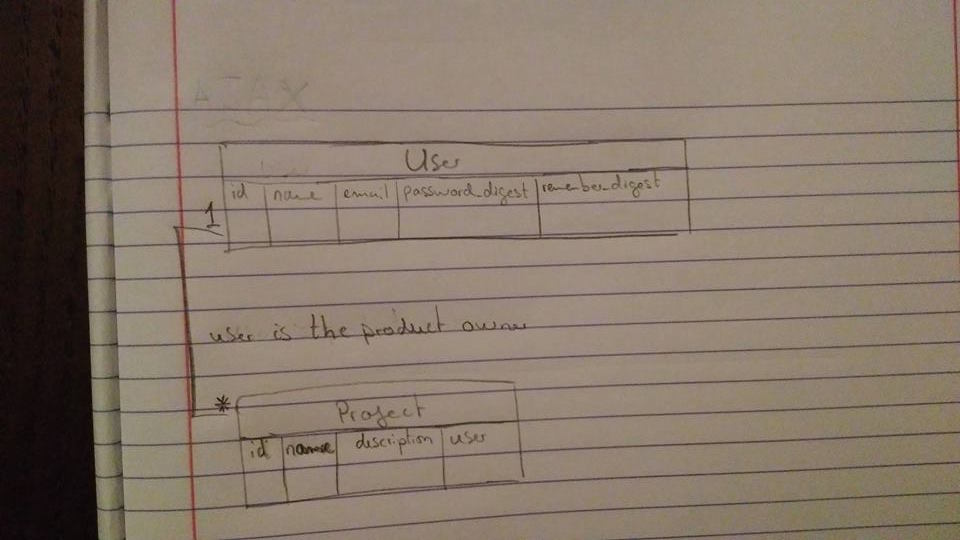 AJAX
User
id name email password_digest remember_digest
1
user is the product owner
*
Project
id name discription user